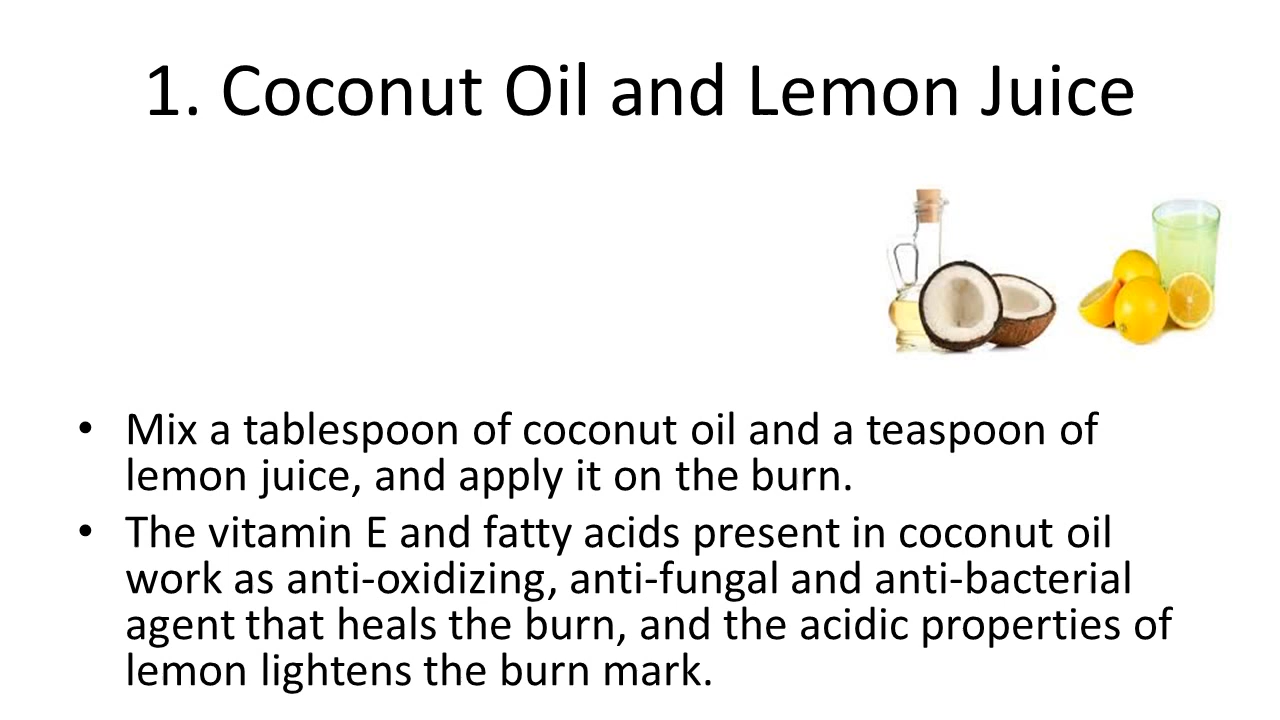 1. Coconut Oil and Lemon Juice
• Mix a tablespoon of coconut oil and a teaspoon of
lemon juice, and apply it on the burn.
• The vitamin E and fatty acids present in coconut oil
work as anti-oxidizing, anti-fungal and anti-bacterial
agent that heals the burn, and the acidic properties of
lemon lightens the burn mark.